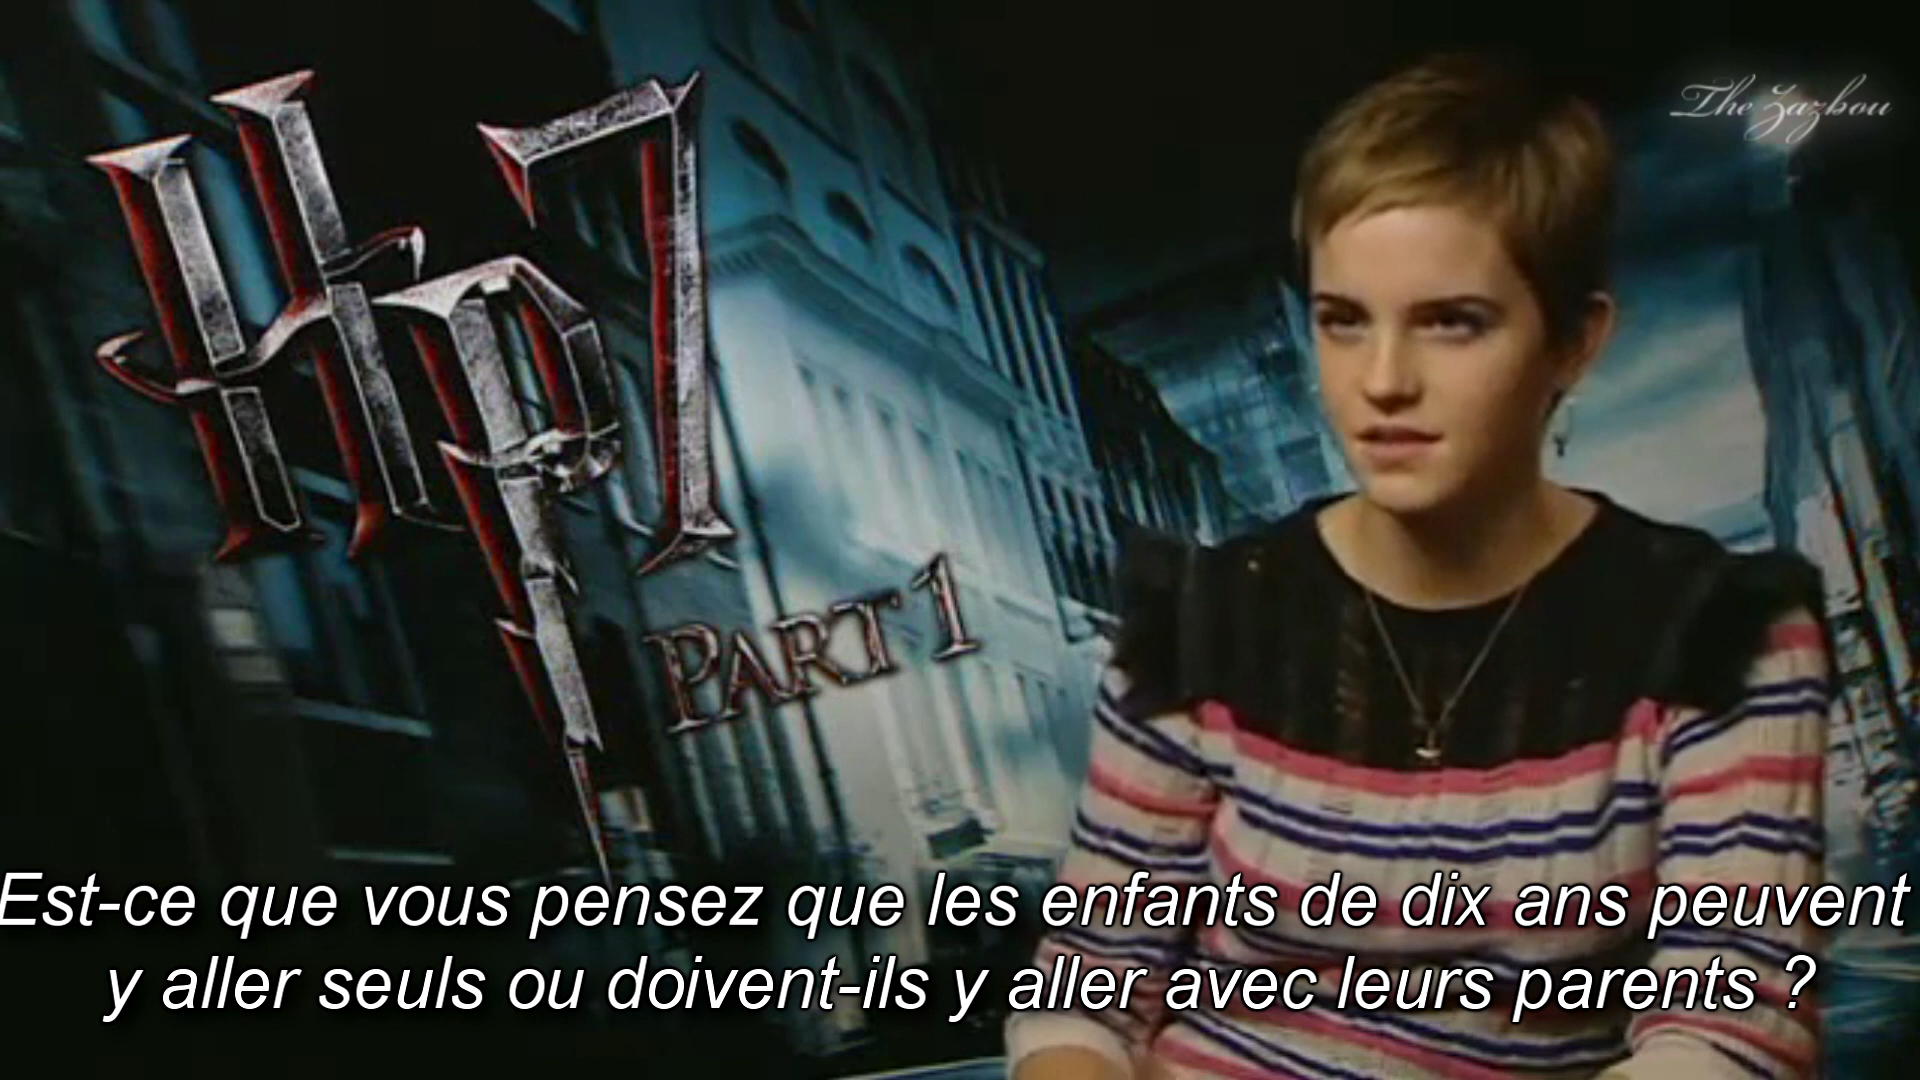 The Zazbou
Hp7
PART 1
Est-ce que vous pensez que les enfants de dix ans peuvent
y aller seuls ou doivent-ils y aller avec leurs parents ?